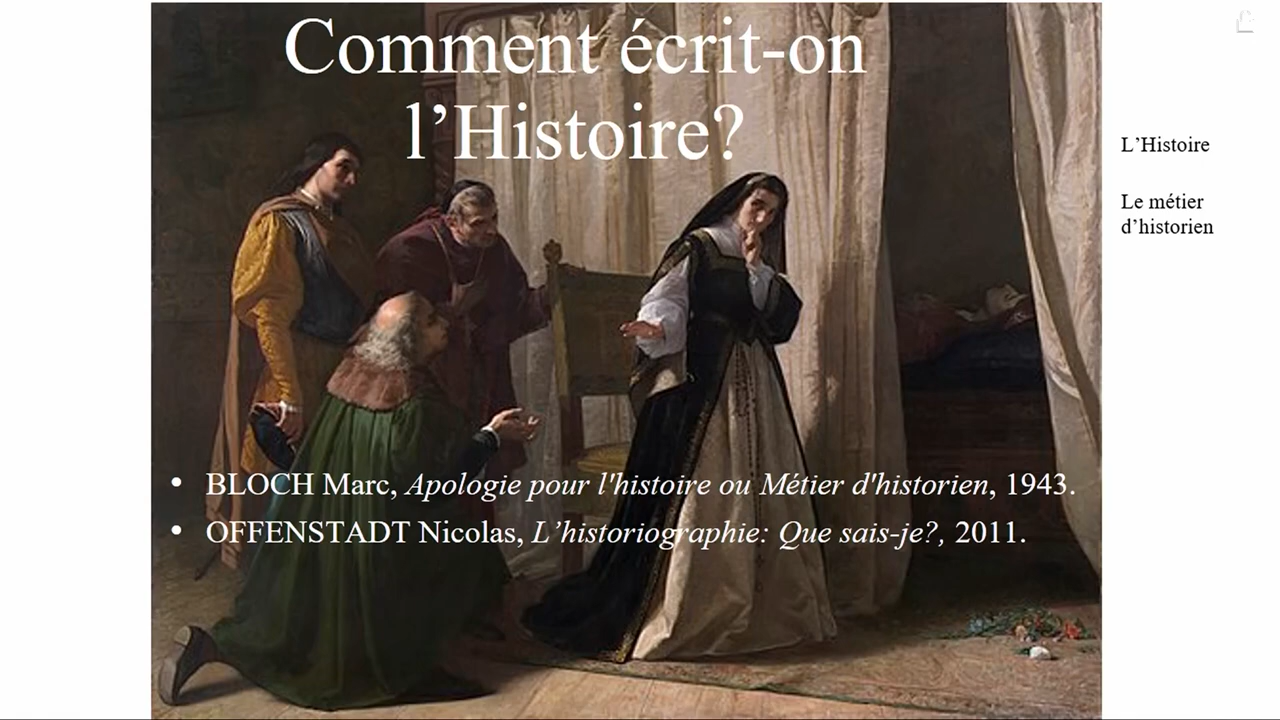 Comment écrit-on
l’Histoire?
L’Histoire
Le métier
d’historien
• BLOCH Marc, Apologie pour l'histoire ou Métier d'historien, 1943.
• OFFENSTADT Nicolas, L’historiographie: Que sais-je?, 2011.